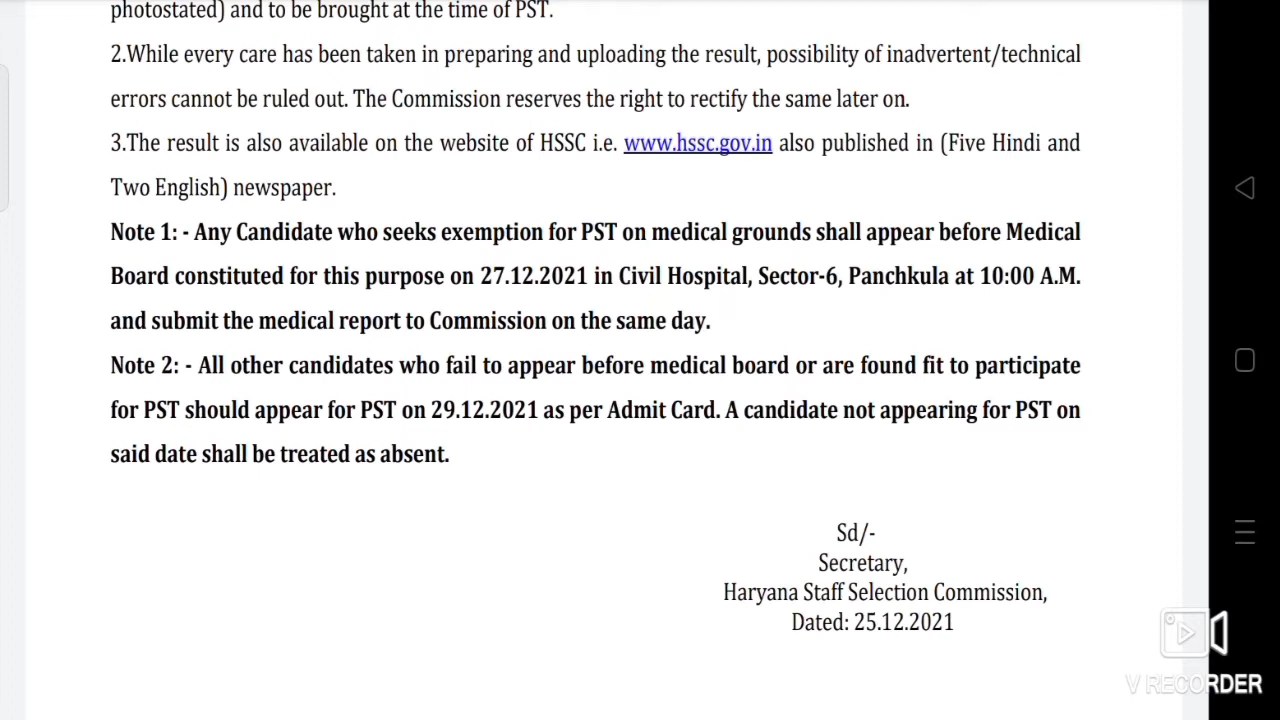 photostated) and to be brought at the time of PST.
2.While every care has been taken in preparing and uploading the result, possibility of inadvertent/technical
errors cannot be ruled out. The Commission reserves the right to rectify the same later on.
3.The result is also available on the website of HSSC i.e. www.hssc.gov.in also published in (Five Hindi and
Two English) newspaper.
Note 1: - Any Candidate who seeks exemption for PST on medical grounds shall appear before Medical
Board constituted for this purpose on 27.12.2021 in Civil Hospital, Sector-6, Panchkula at 10:00 A.M.
and submit the medical report to Commission on the same day.
Note 2: - All other candidates who fail to appear before medical board or are found fit to participate
for PST should appear for PST on 29.12.2021 as per Admit Card. A candidate not appearing for PST on
said date shall be treated as absent.
Sd/-
Secretary,
Haryana Staff Selection Commission,
Dated: 25.12.2021
V RECORDER